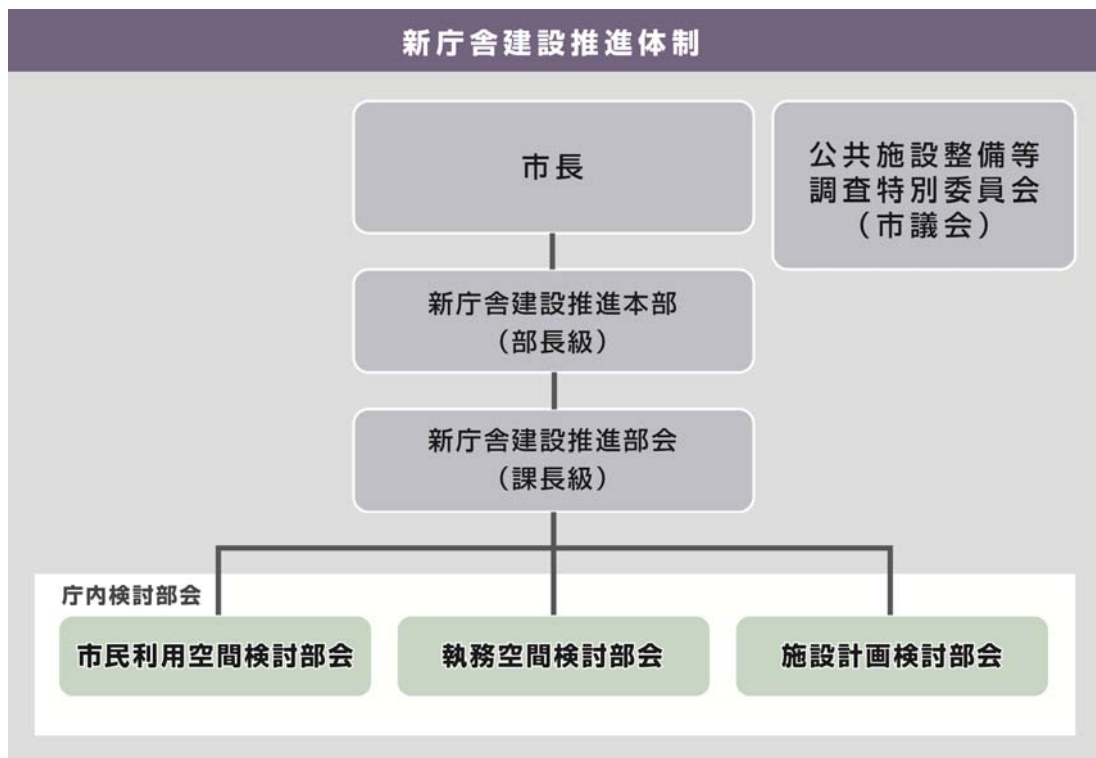 新庁舎建設推進体制
市長
公共施設整備等
調査特別委員会
（市議会）
新庁舎建設推進本部
（部長級）
新庁舎建設推進部会
（課長級）
庁内検討部会
市民利用空間検討部会
執務空間検討部会
施設計画検討部会